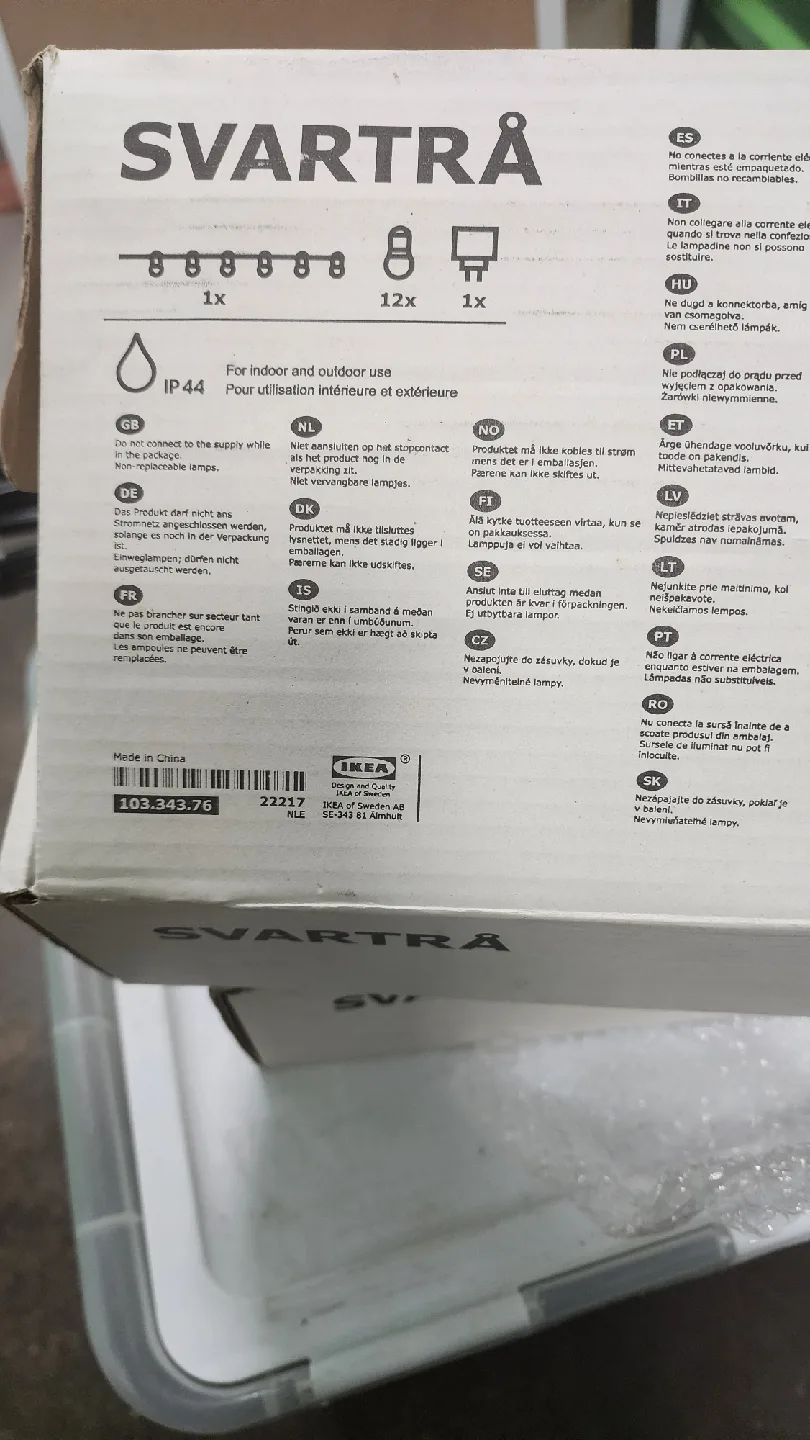 SVARTRÅ
1x
12x
1x
IP 44
For indoor and outdoor use
Pour utilisation intérieure et extérieure
GB
Do not connect to the supply while
in the package.
Non-replaceable lamps.
DE
Das Produkt darf nicht ans
Stromnetz angeschlossen werden,
solange es noch in der Verpackung
ist.
Einweglampen; dürfen nicht
ausgetauscht werden.
FR
Ne pas brancher sur secteur tant
que le produit est encore
dans son emballage.
Les ampoules ne peuvent être
remplacées.
NL
Niet aansluiten op het stopcontact
als het product nog in de
verpakking zit.
Niet vervangbare lampjes.
DK
Produktet må ikke tilsluttes
lysnettet, mens det stadig ligger i
emballagen.
Pærerne kan ikke udskiftes.
IS
Stingið ekki í samband á meðan
varan er enn í umbúðunum.
Perur sem ekki er hægt að skipta
út.
NO
Produktet må ikke kobles til strøm
mens det er i emballasjen.
Pærene kan ikke skiftes ut.
FI
Älä kytke tuotteeseen virtaa, kun se
on pakkauksessa.
Lamppuja ei voi vaihtaa.
SE
Anslut inte till eluttag medan
produkten är kvar i förpackningen.
Ej utbytbara lampor.
CZ
Nezapojujte do zásuvky, dokud je
v balení.
Nevyměnitelné lampy.
ES
No conectes a la corriente elé
mientras esté empaquetado.
Bombillas no recambiables.
IT
Non collegare alla corrente ele
quando si trova nella confezio
Le lampadine non si possono
sostituire.
HU
Ne dugd a konnektorba, amíg
van csomagolva.
Nem cserélhető lámpák.
PL
Nie podłączaj do prądu przed
wyjęciem z opakowania.
Żarówki niewymienne.
ET
Ärge ühendage vooluvõrku, kui
toode on pakendis.
Mittevahetatavad lambid.
LV
Nepieslēdziet strāvas avotam,
kamēr atrodas iepakojumā.
Spuldzes nav nomaināmas.
LT
Nejunkite prie maitinimo, kol
neišpakavote.
Nekeičiamos lempos.
PT
Não ligar à corrente eléctrica
enquanto estiver na embalagem.
Lâmpadas não substituíveis.
RO
Nu conecta la sursă înainte de a
scoate produsul din ambalaj.
Sursele de iluminat nu pot fi
înlocuite.
SK
Nezapájajte do zásuvky, pokiaľ je
v balení.
Nevymieňateľné lampy.
Made in China
103.343.76
22217
NLE
IKEA®
Design and Quality
IKEA of Sweden
IKEA of Sweden AB
SE-343 81 Älmhult
SVARTRÅ
SV